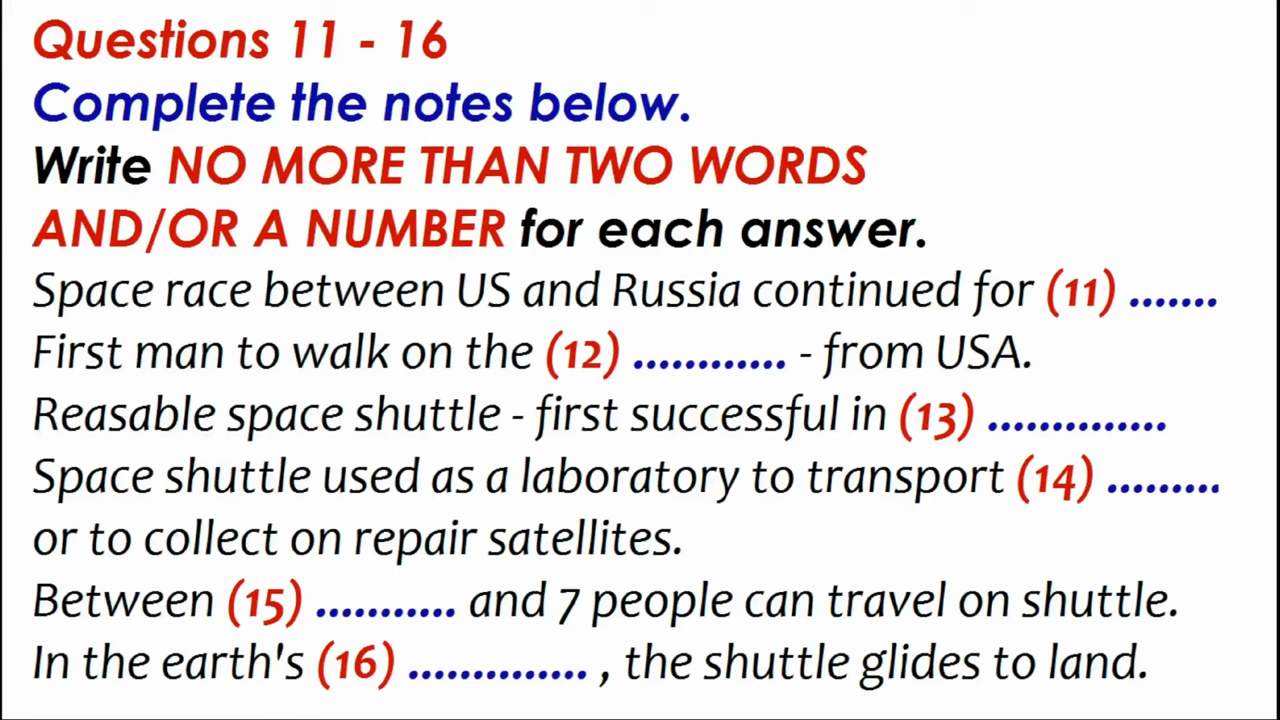 Questions 11 - 16
Complete the notes below.
Write NO MORE THAN TWO WORDS
AND/OR A NUMBER for each answer.
Space race between US and Russia continued for (11) .......
First man to walk on the (12) ............ - from USA.
Reasable space shuttle - first successful in (13) ..............
Space shuttle used as a laboratory to transport (14) .........
or to collect on repair satellites.
Between (15) ........... and 7 people can travel on shuttle.
In the earth's (16) .............. , the shuttle glides to land.